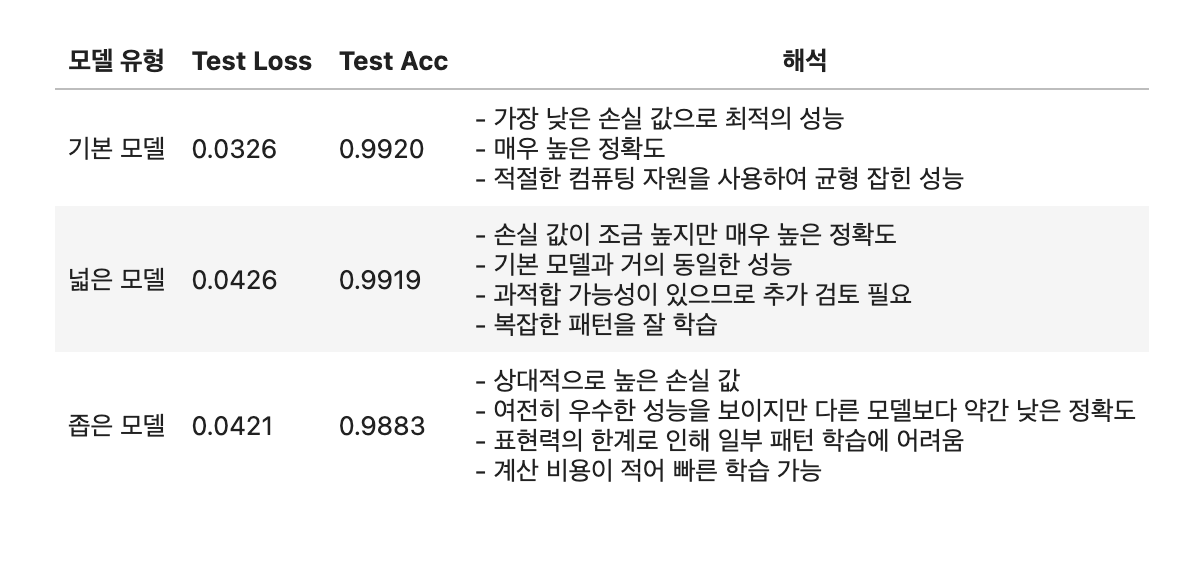 모델 유형 Test Loss Test Acc 해석
기본 모델 0.0326 0.9920
- 가장 낮은 손실 값으로 최적의 성능
- 매우 높은 정확도
- 적절한 컴퓨팅 자원을 사용하여 균형 잡힌 성능
넓은 모델 0.0426 0.9919
- 손실 값이 조금 높지만 매우 높은 정확도
- 기본 모델과 거의 동일한 성능
- 과적합 가능성이 있으므로 추가 검토 필요
- 복잡한 패턴을 잘 학습
좁은 모델 0.0421 0.9883
- 상대적으로 높은 손실 값
- 여전히 우수한 성능을 보이지만 다른 모델보다 약간 낮은 정확도
- 표현력의 한계로 인해 일부 패턴 학습에 어려움
- 계산 비용이 적어 빠른 학습 가능